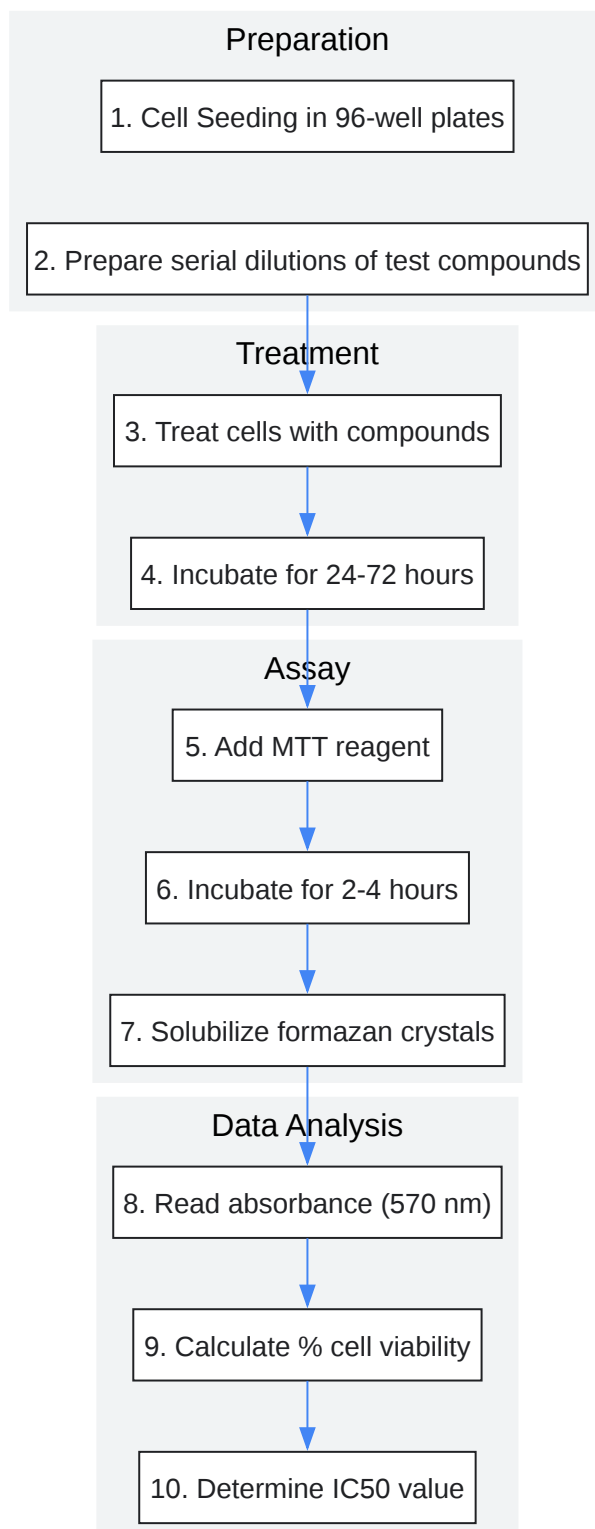 Preparation
1. Cell Seeding in 96-well plates
2. Prepare serial dilutions of test compounds
Treatment
3. Treat cells with compounds
4. Incubate for 24-72 hours
Assay
5. Add MTT reagent
6. Incubate for 2-4 hours
7. Solubilize formazan crystals
Data Analysis
8. Read absorbance (570 nm)
9. Calculate % cell viability
10. Determine IC50 value